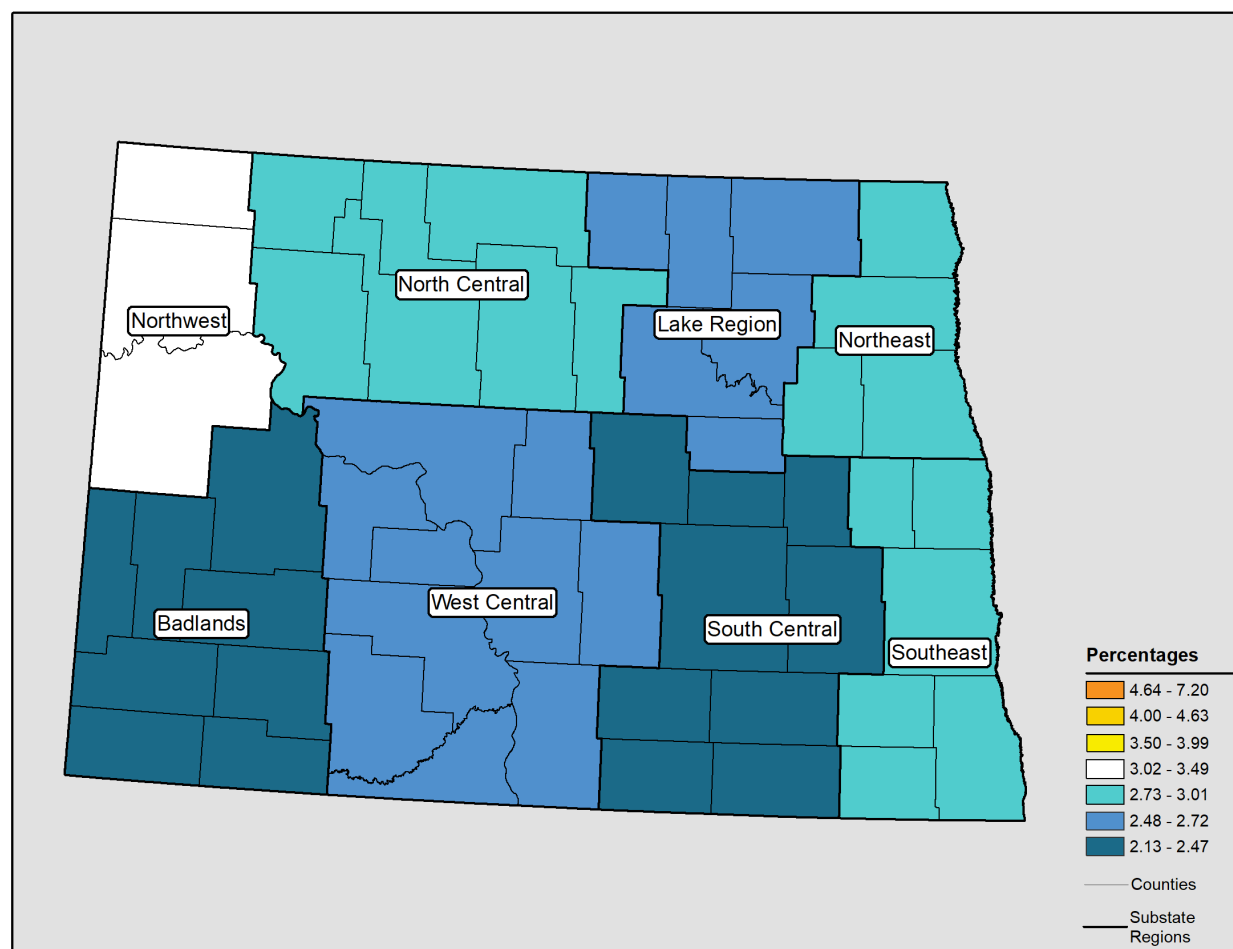 North Central
Northwest
Lake Region
Northeast
West Central
Badlands
South Central
Southeast
Percentages
4.64 - 7.20
4.00 - 4.63
3.50 - 3.99
3.02 - 3.49
2.73 - 3.01
2.48 - 2.72
2.13 - 2.47
Counties
Substate
Regions